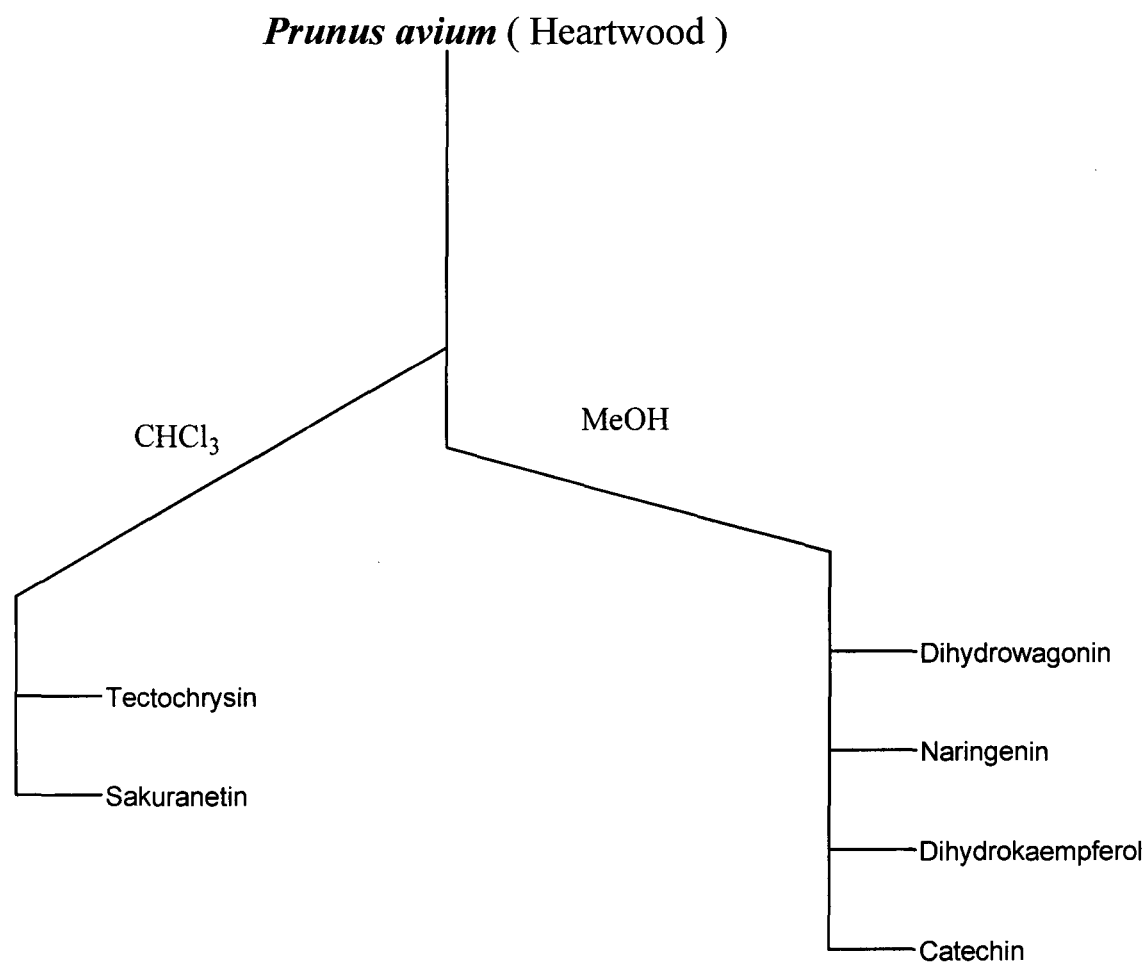 Prunus avium ( Heartwood )
CHCl₃
MeOH
Tectochrysin
Sakuranetin
Dihydrowagonin
Naringenin
Dihydrokaempferol
Catechin